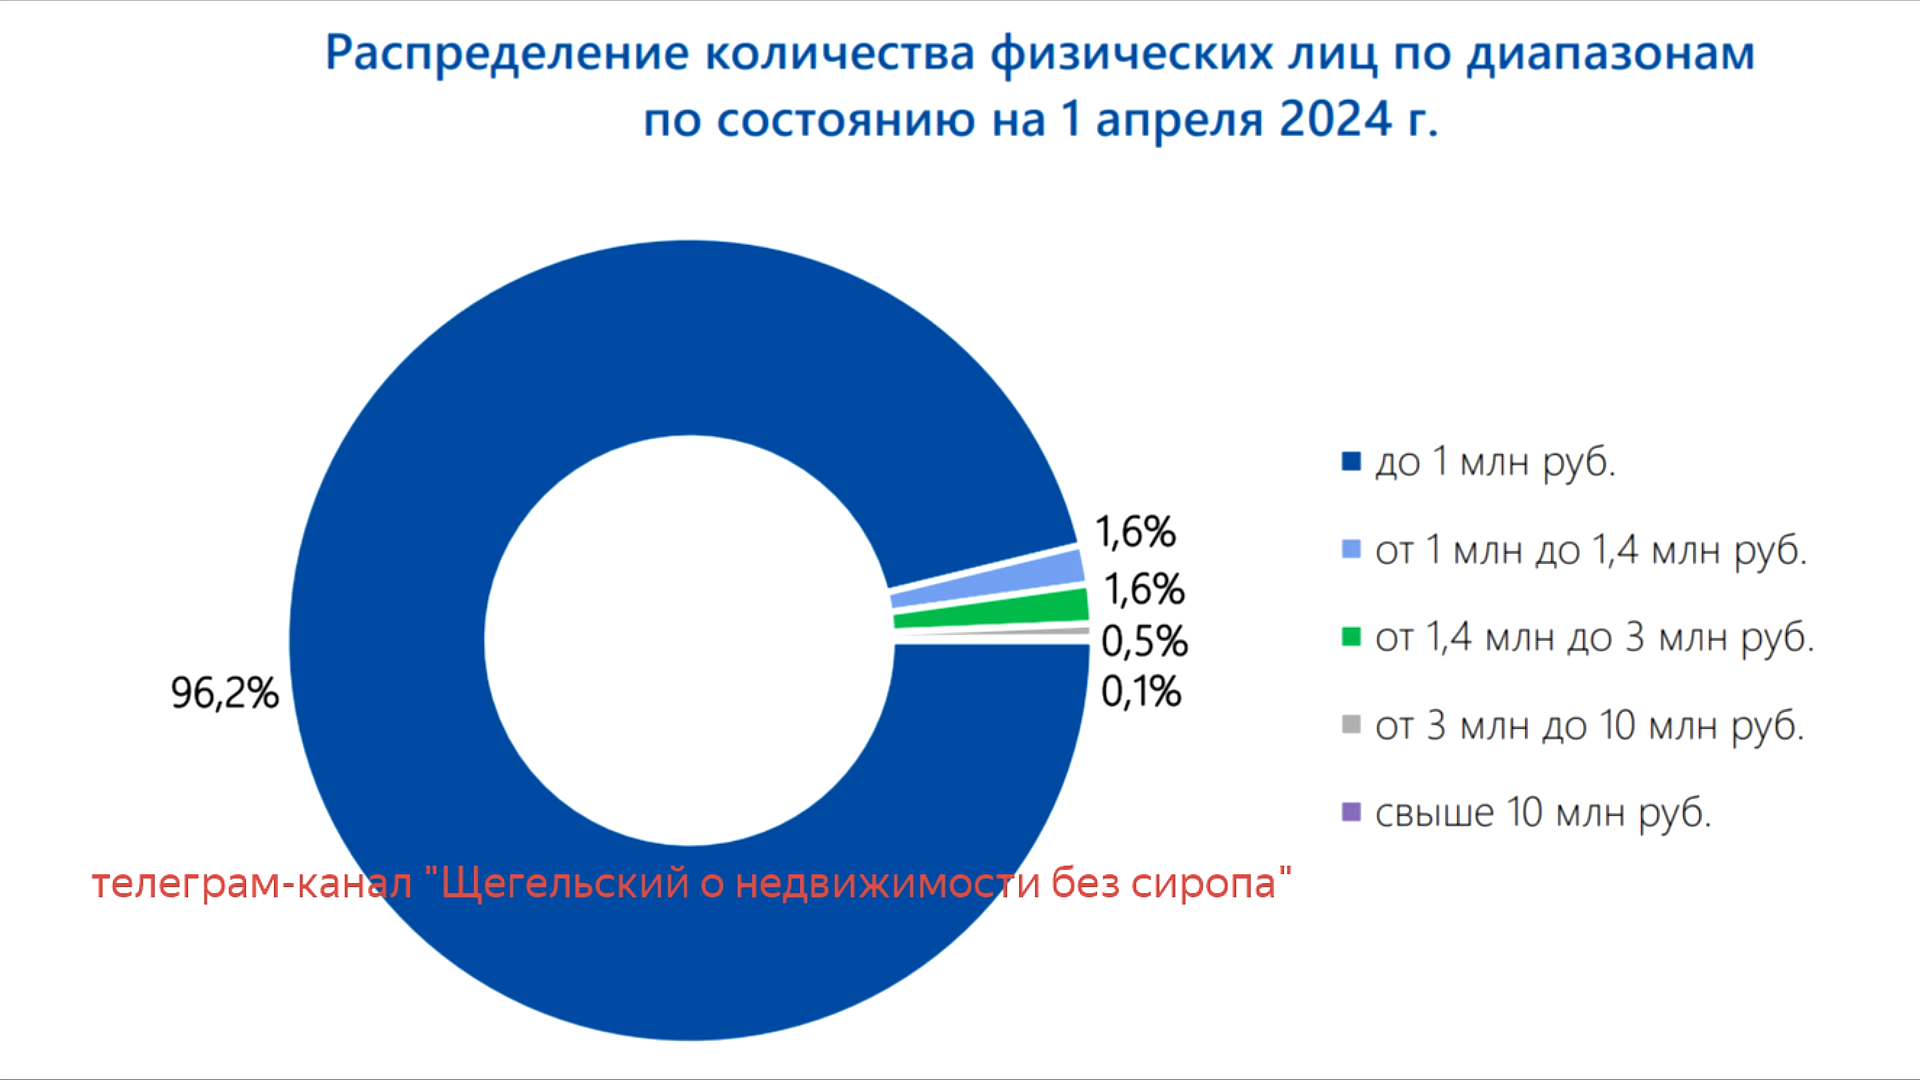 Распределение количества физических лиц по диапазонам
по состоянию на 1 апреля 2024 г.
1,6%
1,6%
0,5%
0,1%
96,2%
до 1 млн руб.
от 1 млн до 1,4 млн руб.
от 1,4 млн до 3 млн руб.
от 3 млн до 10 млн руб.
свыше 10 млн руб.
телеграм-канал "Щегельский о недвижимости без сиропа"